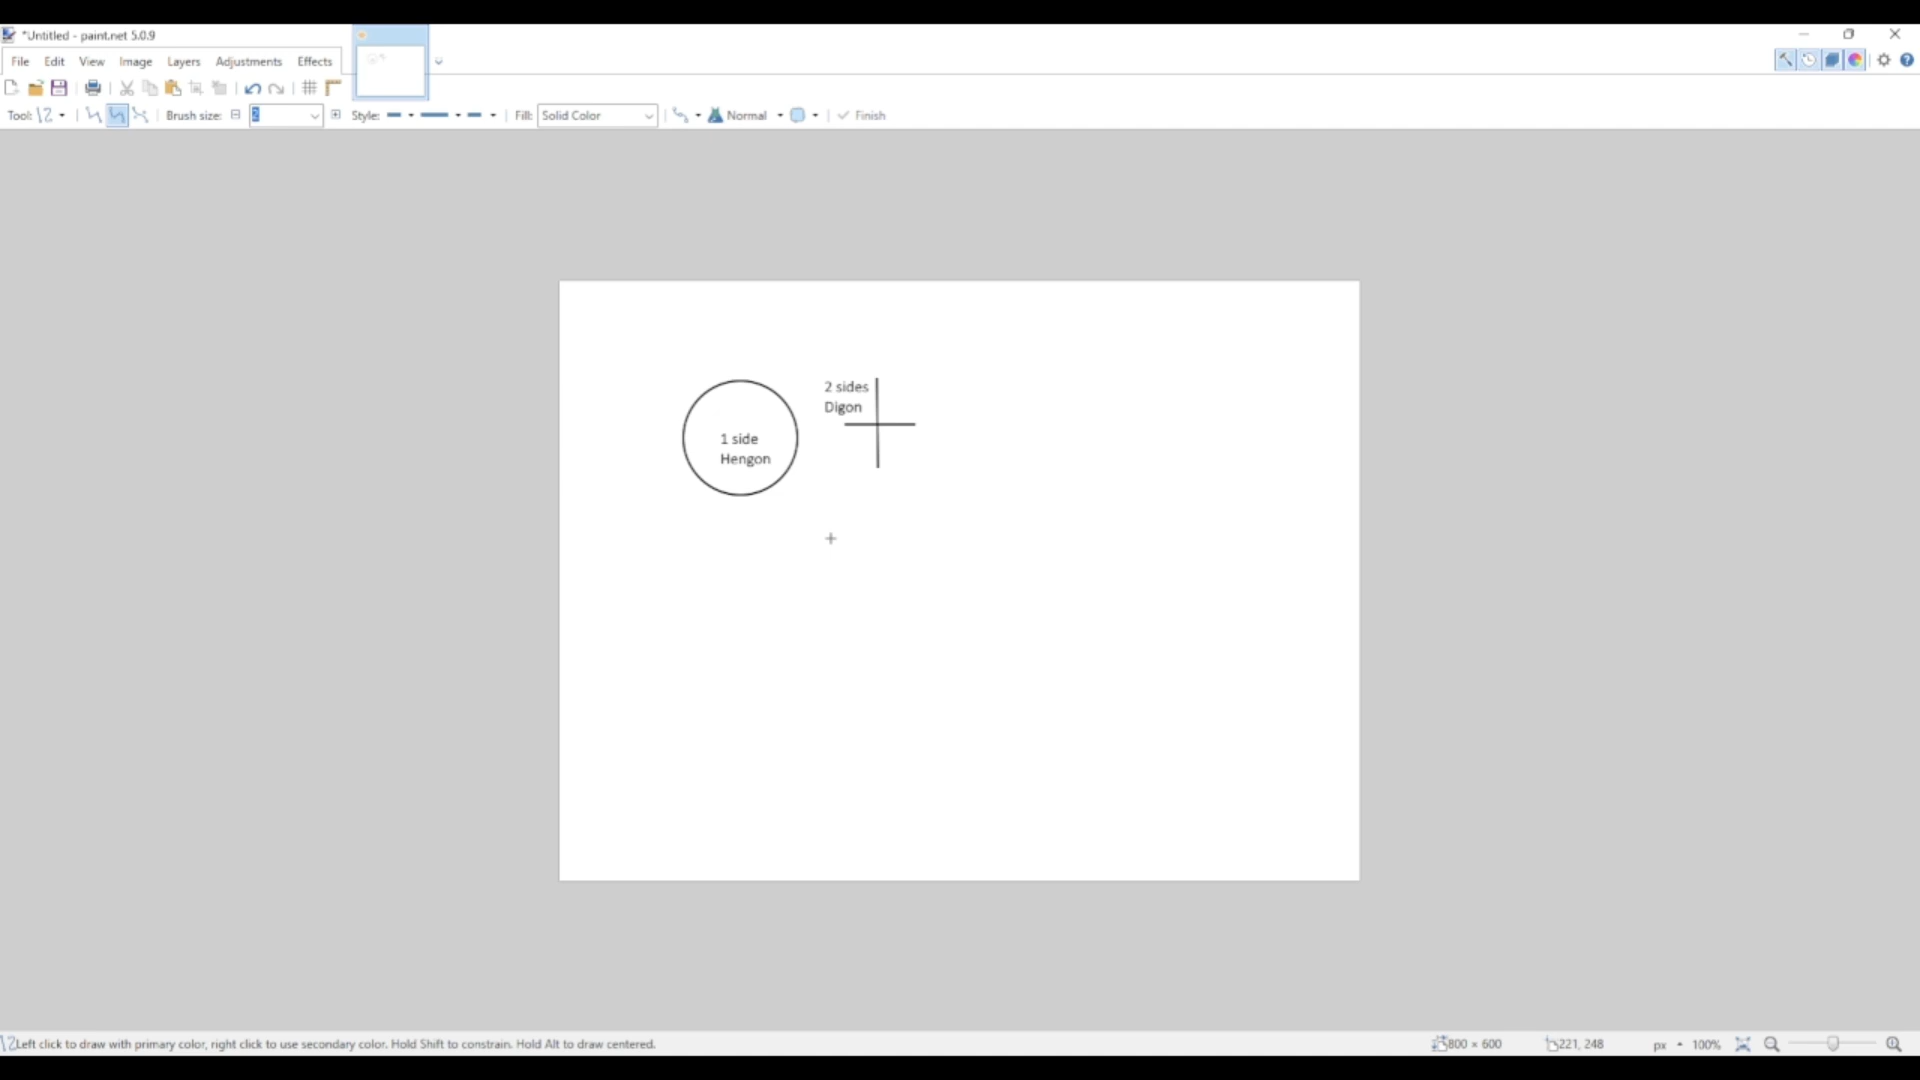 *Untitled - paint.net 5.0.9
File Edit View Image Layers Adjustments Effects
Tool: Brush size: 2 Style: Fill: Solid Color Normal Finish
2 sides
Digon
1 side
Hengon
Left click to draw with primary color, right click to use secondary color. Hold Shift to constrain. Hold Alt to draw centered.
800 × 600 221, 248 px 100%